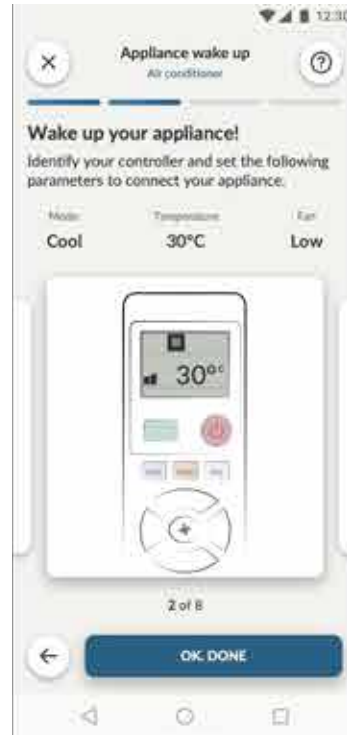 12:30
Appliance wake up
Air conditioner
Wake up your appliance!
Identify your controller and set the following
parameters to connect your appliance.
Mode Temperature Fan
Cool 30°C Low
30°c
2 of 8
OK. DONE